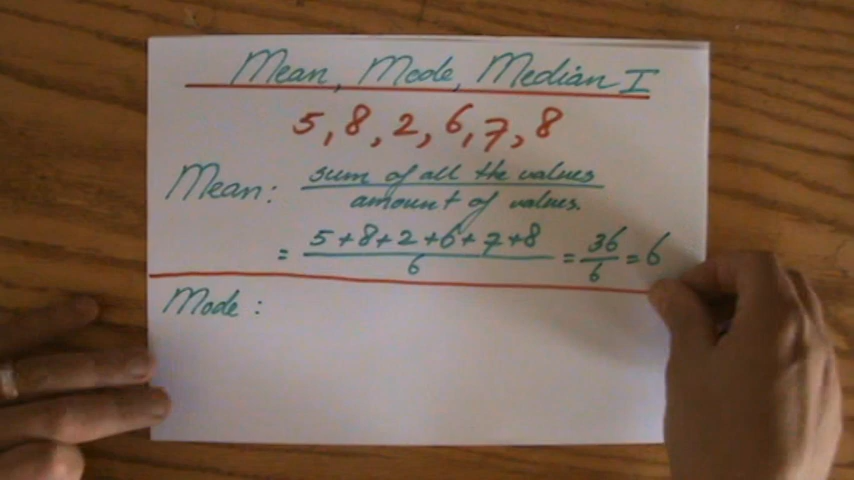 Mean, Mode, Median I
5, 8, 2, 6, 7, 8
Mean: sum of all the values
amount of values.
= 5+8+2+6+7+8 = 36 = 6
6 6
Mode: